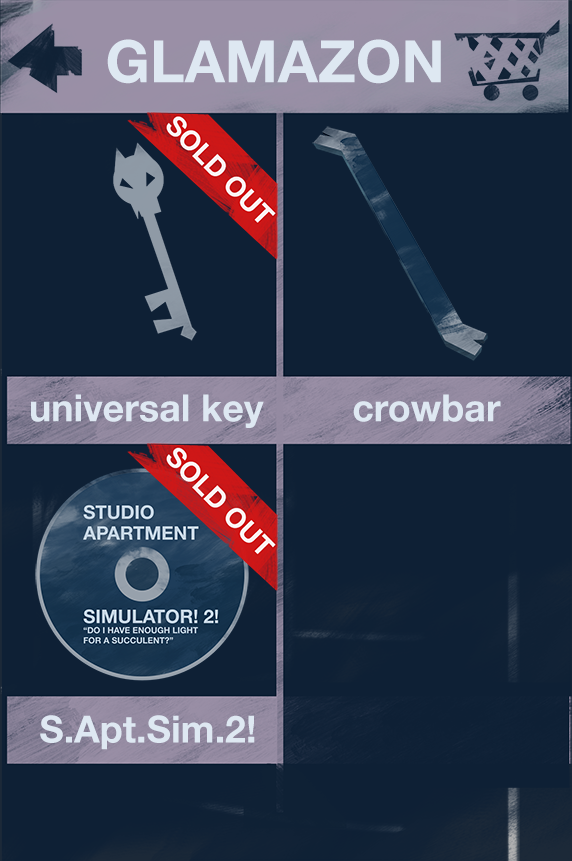 GLAMAZON
SOLD OUT
universal key
crowbar
SOLD OUT
STUDIO
APARTMENT
SIMULATOR! 2!
"DO I HAVE ENOUGH LIGHT
FOR A SUCCULENT?"
S.Apt.Sim.2!